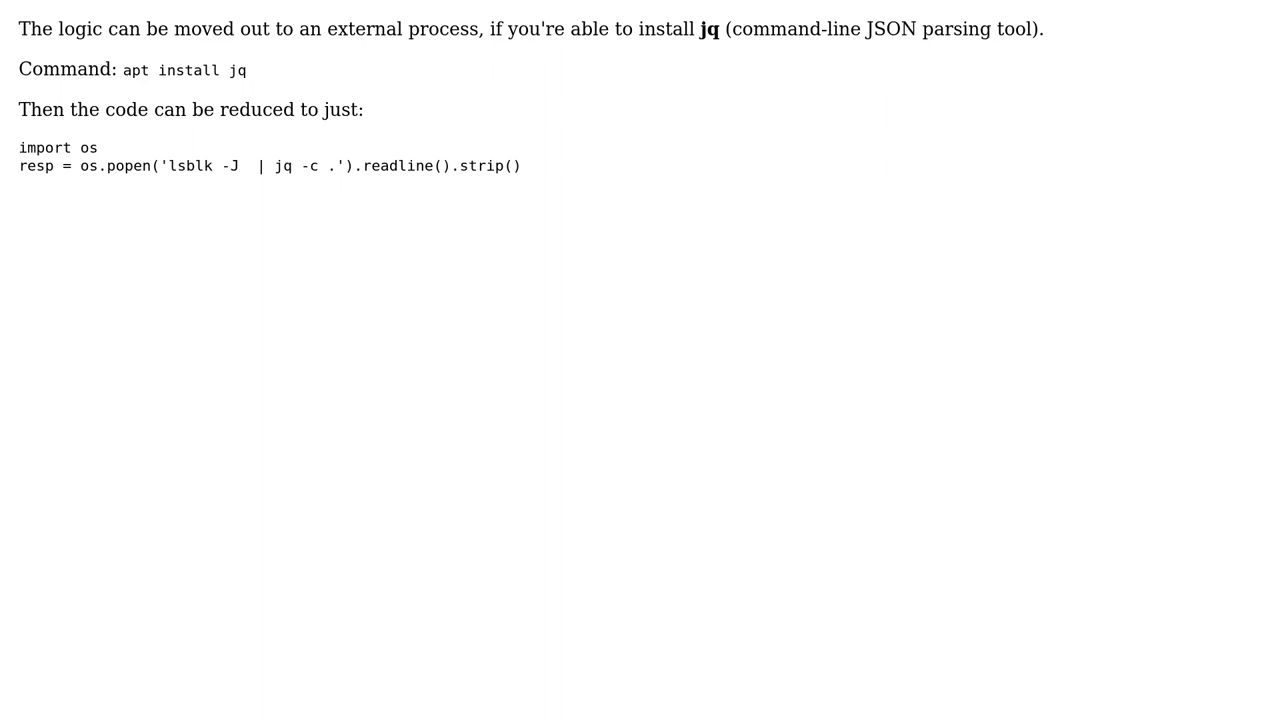 The logic can be moved out to an external process, if you're able to install jq (command-line JSON parsing tool).
Command: apt install jq
Then the code can be reduced to just:
import os
resp = os.popen('lsblk -J  | jq -c .').readline().strip()